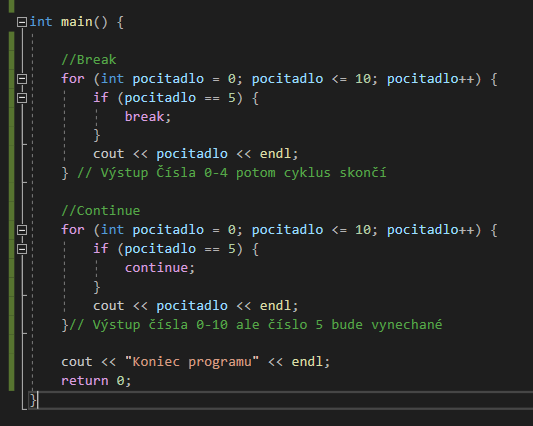 int main() {
//Break
for (int pocitadlo = 0; pocitadlo <= 10; pocitadlo++) {
if (pocitadlo == 5) {
break;
}
cout << pocitadlo << endl;
} // Výstup Čísla 0-4 potom cyklus skončí
//Continue
for (int pocitadlo = 0; pocitadlo <= 10; pocitadlo++) {
if (pocitadlo == 5) {
continue;
}
cout << pocitadlo << endl;
}// Výstup čísla 0-10 ale číslo 5 bude vynechané
cout << "Koniec programu" << endl;
return 0;
}